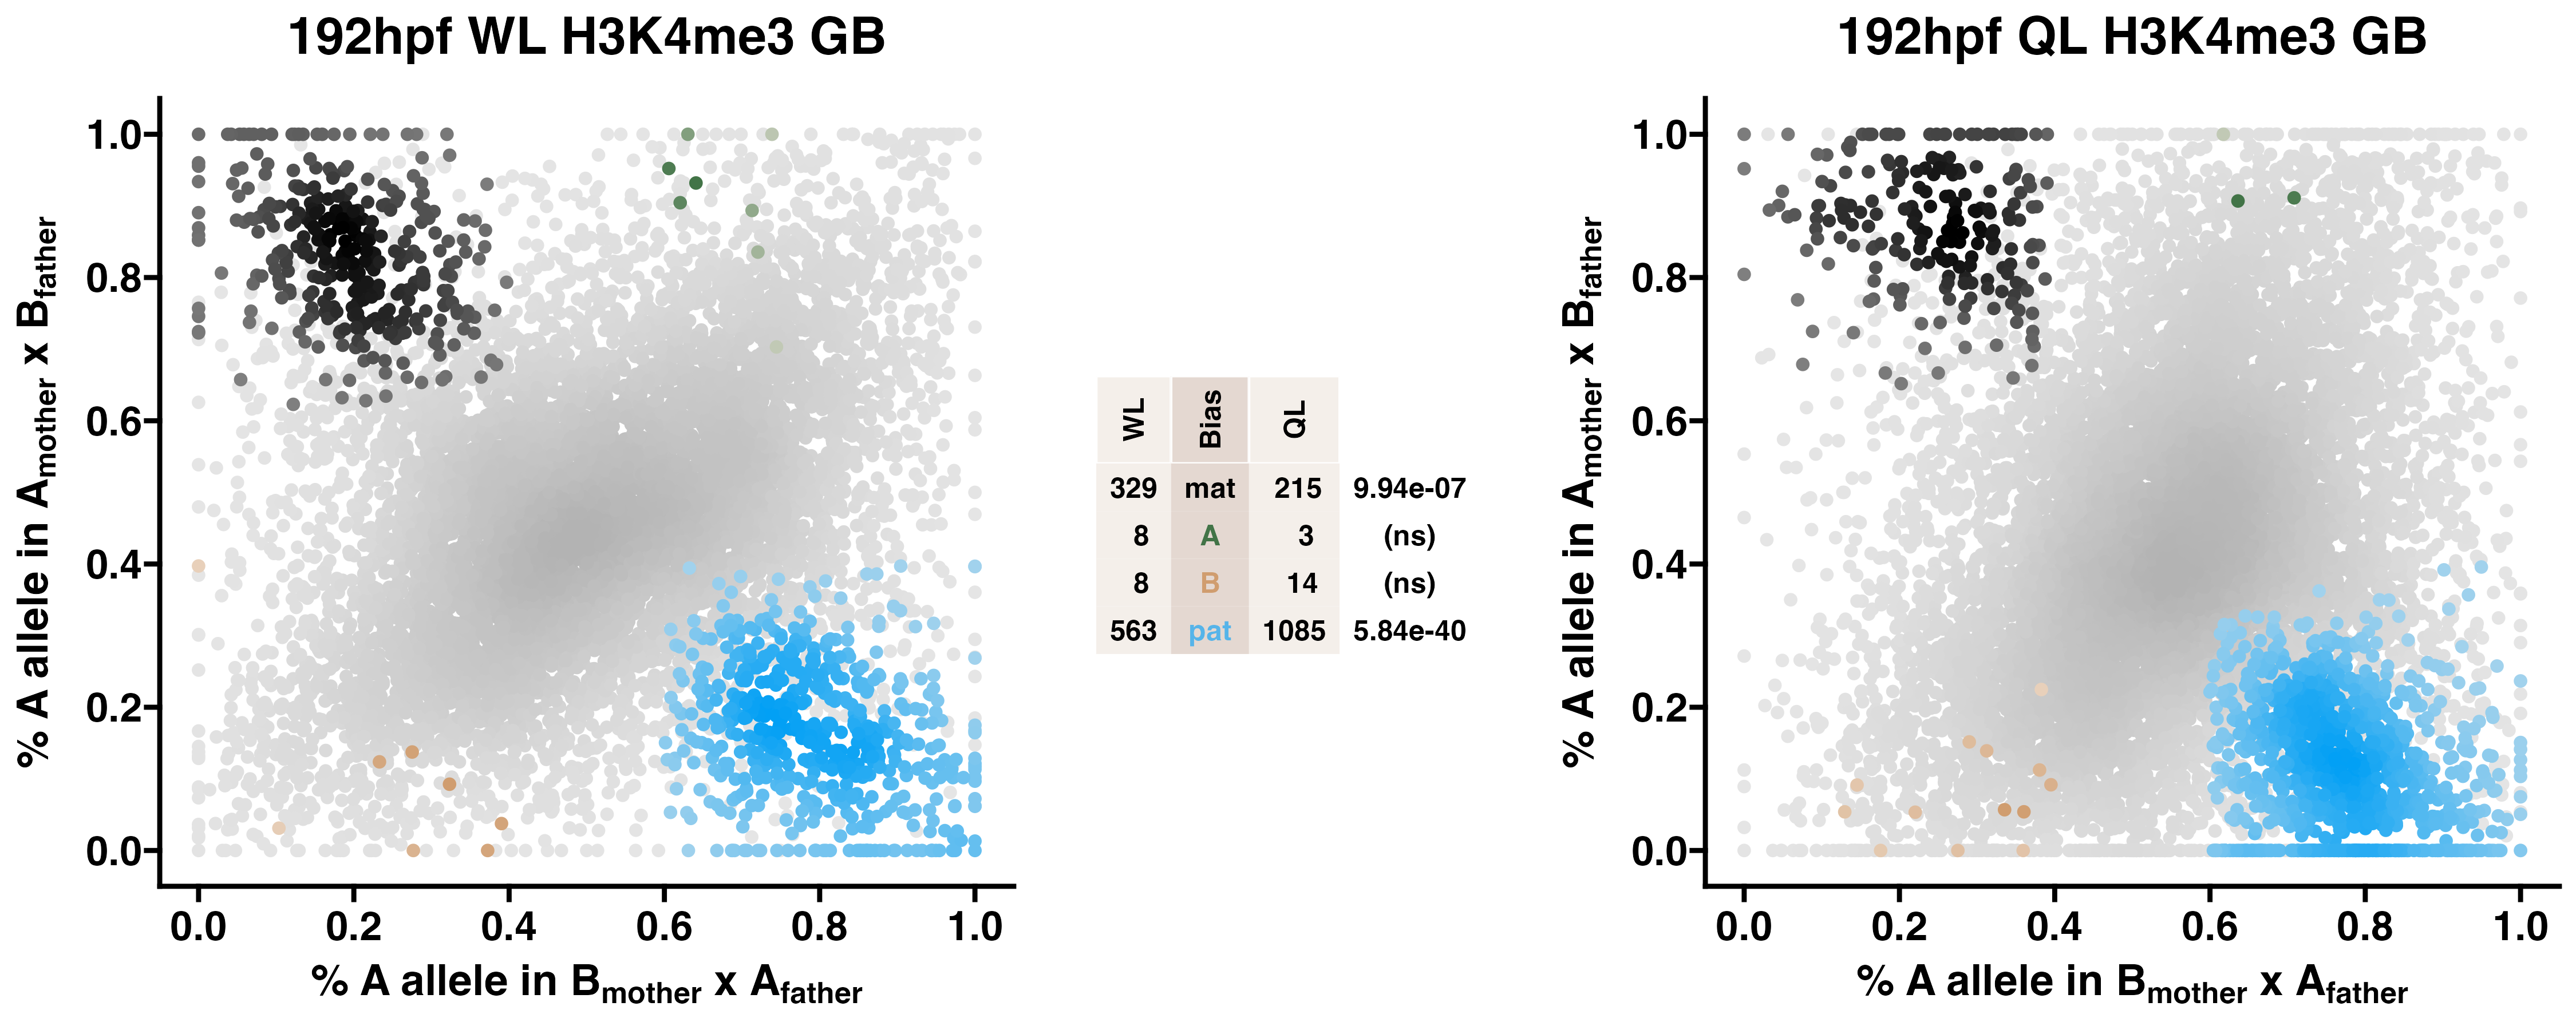 192hpf WL H3K4me3 GB
% A allele in Amother x Bfather
1.0
0.8
0.6
0.4
0.2
0.0
0.0 0.2 0.4 0.6 0.8 1.0
% A allele in Bmother x Afather
WL Bias QL
329 mat 215 9.94e-07
8 A 3 (ns)
8 B 14 (ns)
563 pat 1085 5.84e-40
192hpf QL H3K4me3 GB
% A allele in Amother x Bfather
1.0
0.8
0.6
0.4
0.2
0.0
0.0 0.2 0.4 0.6 0.8 1.0
% A allele in Bmother x Afather